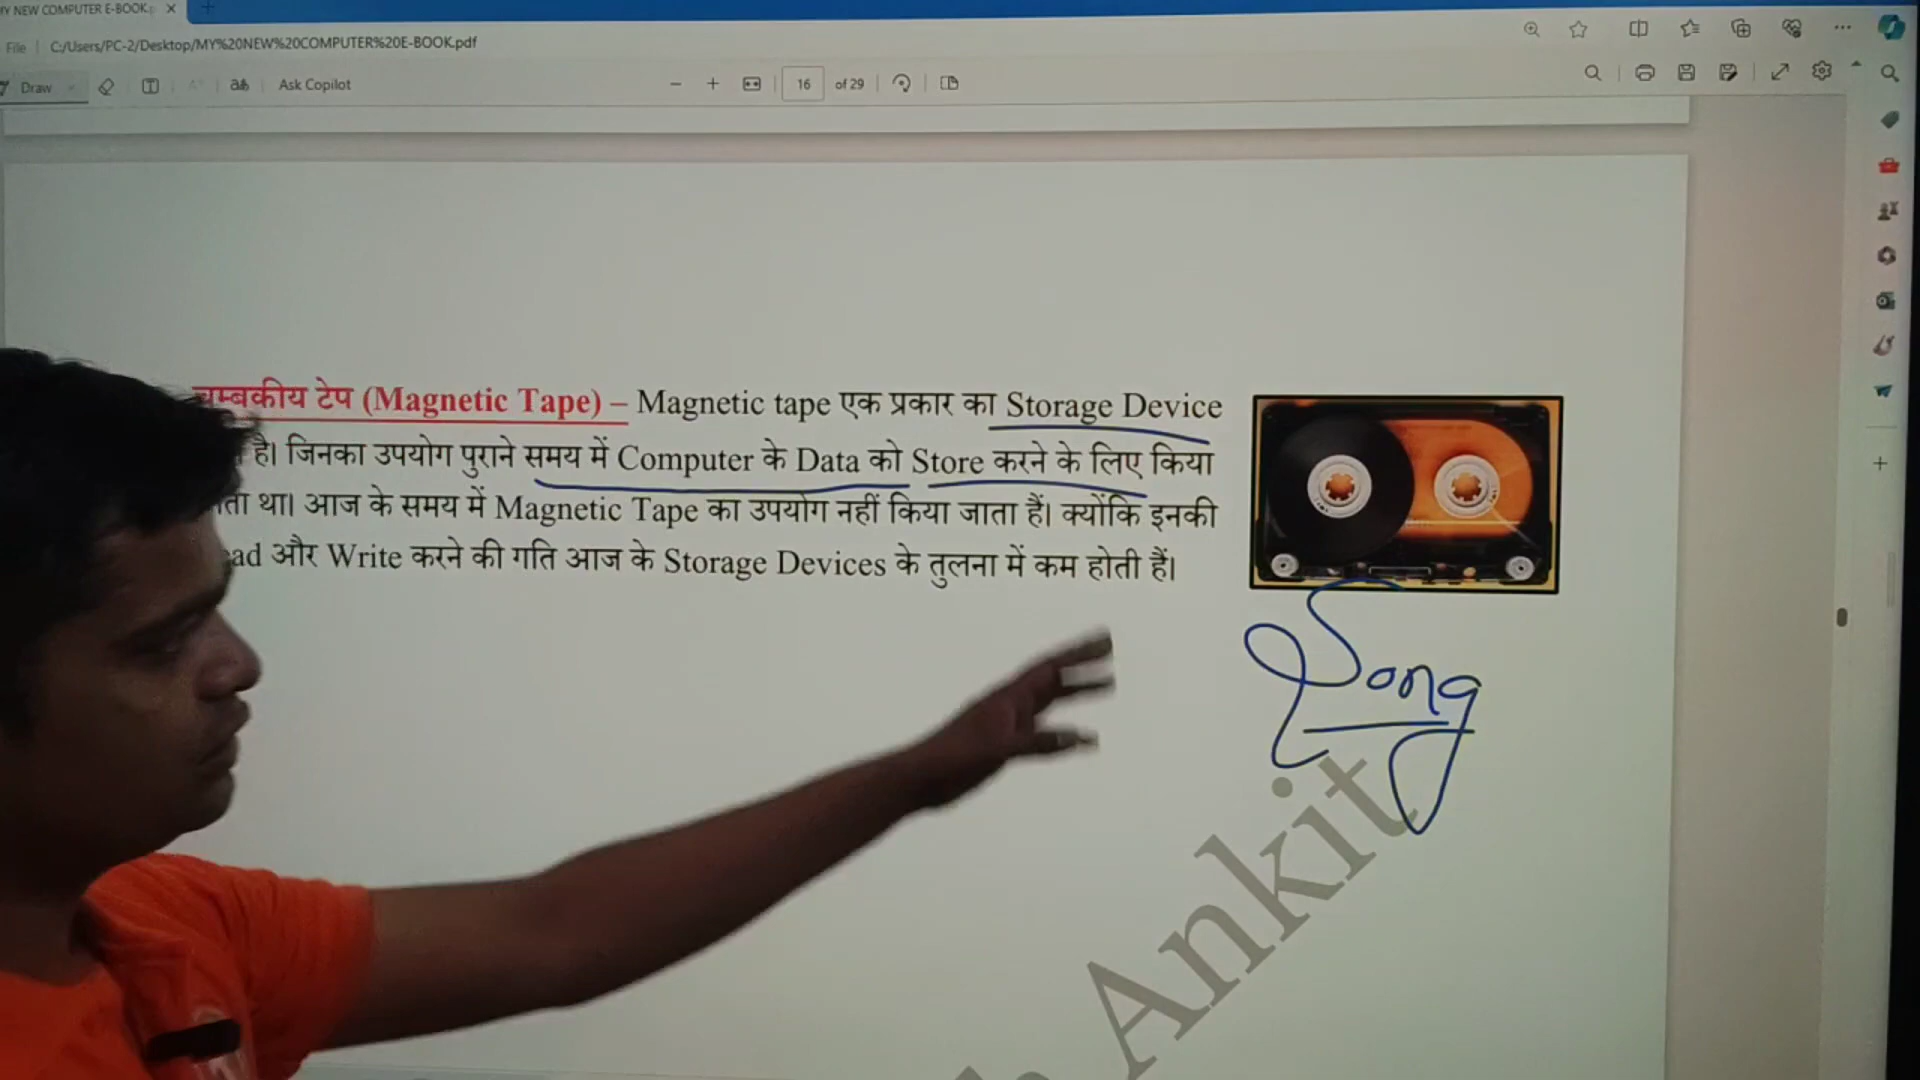 MY NEW COMPUTER E-BOOK.p
File C:/Users/PC-2/Desktop/MY%20NEW%20COMPUTER%20E-BOOK.pdf
Draw Ask Copilot 16 of 29
चुम्बकीय टेप (Magnetic Tape) – Magnetic tape एक प्रकार का Storage Device
है। जिनका उपयोग पुराने समय में Computer के Data को Store करने के लिए किया
ता था। आज के समय में Magnetic Tape का उपयोग नहीं किया जाता हैं। क्योंकि इनकी
ad और Write करने की गति आज के Storage Devices के तुलना में कम होती हैं।
Song
Ankit